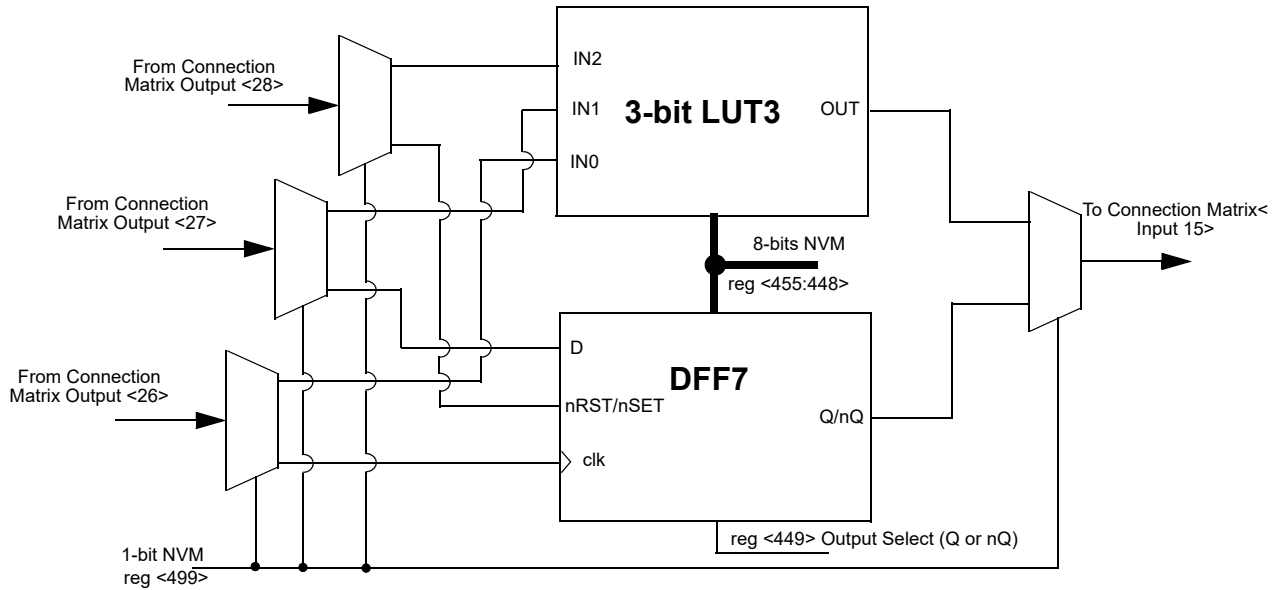 From Connection
Matrix Output <28>
IN2
IN1
IN0
3-bit LUT3
OUT
From Connection
Matrix Output <27>
To Connection Matrix<
Input 15>
8-bits NVM
reg <455:448>
D
DFF7
nRST/nSET
Q/nQ
clk
From Connection
Matrix Output <26>
reg <449> Output Select (Q or nQ)
1-bit NVM
reg <499>